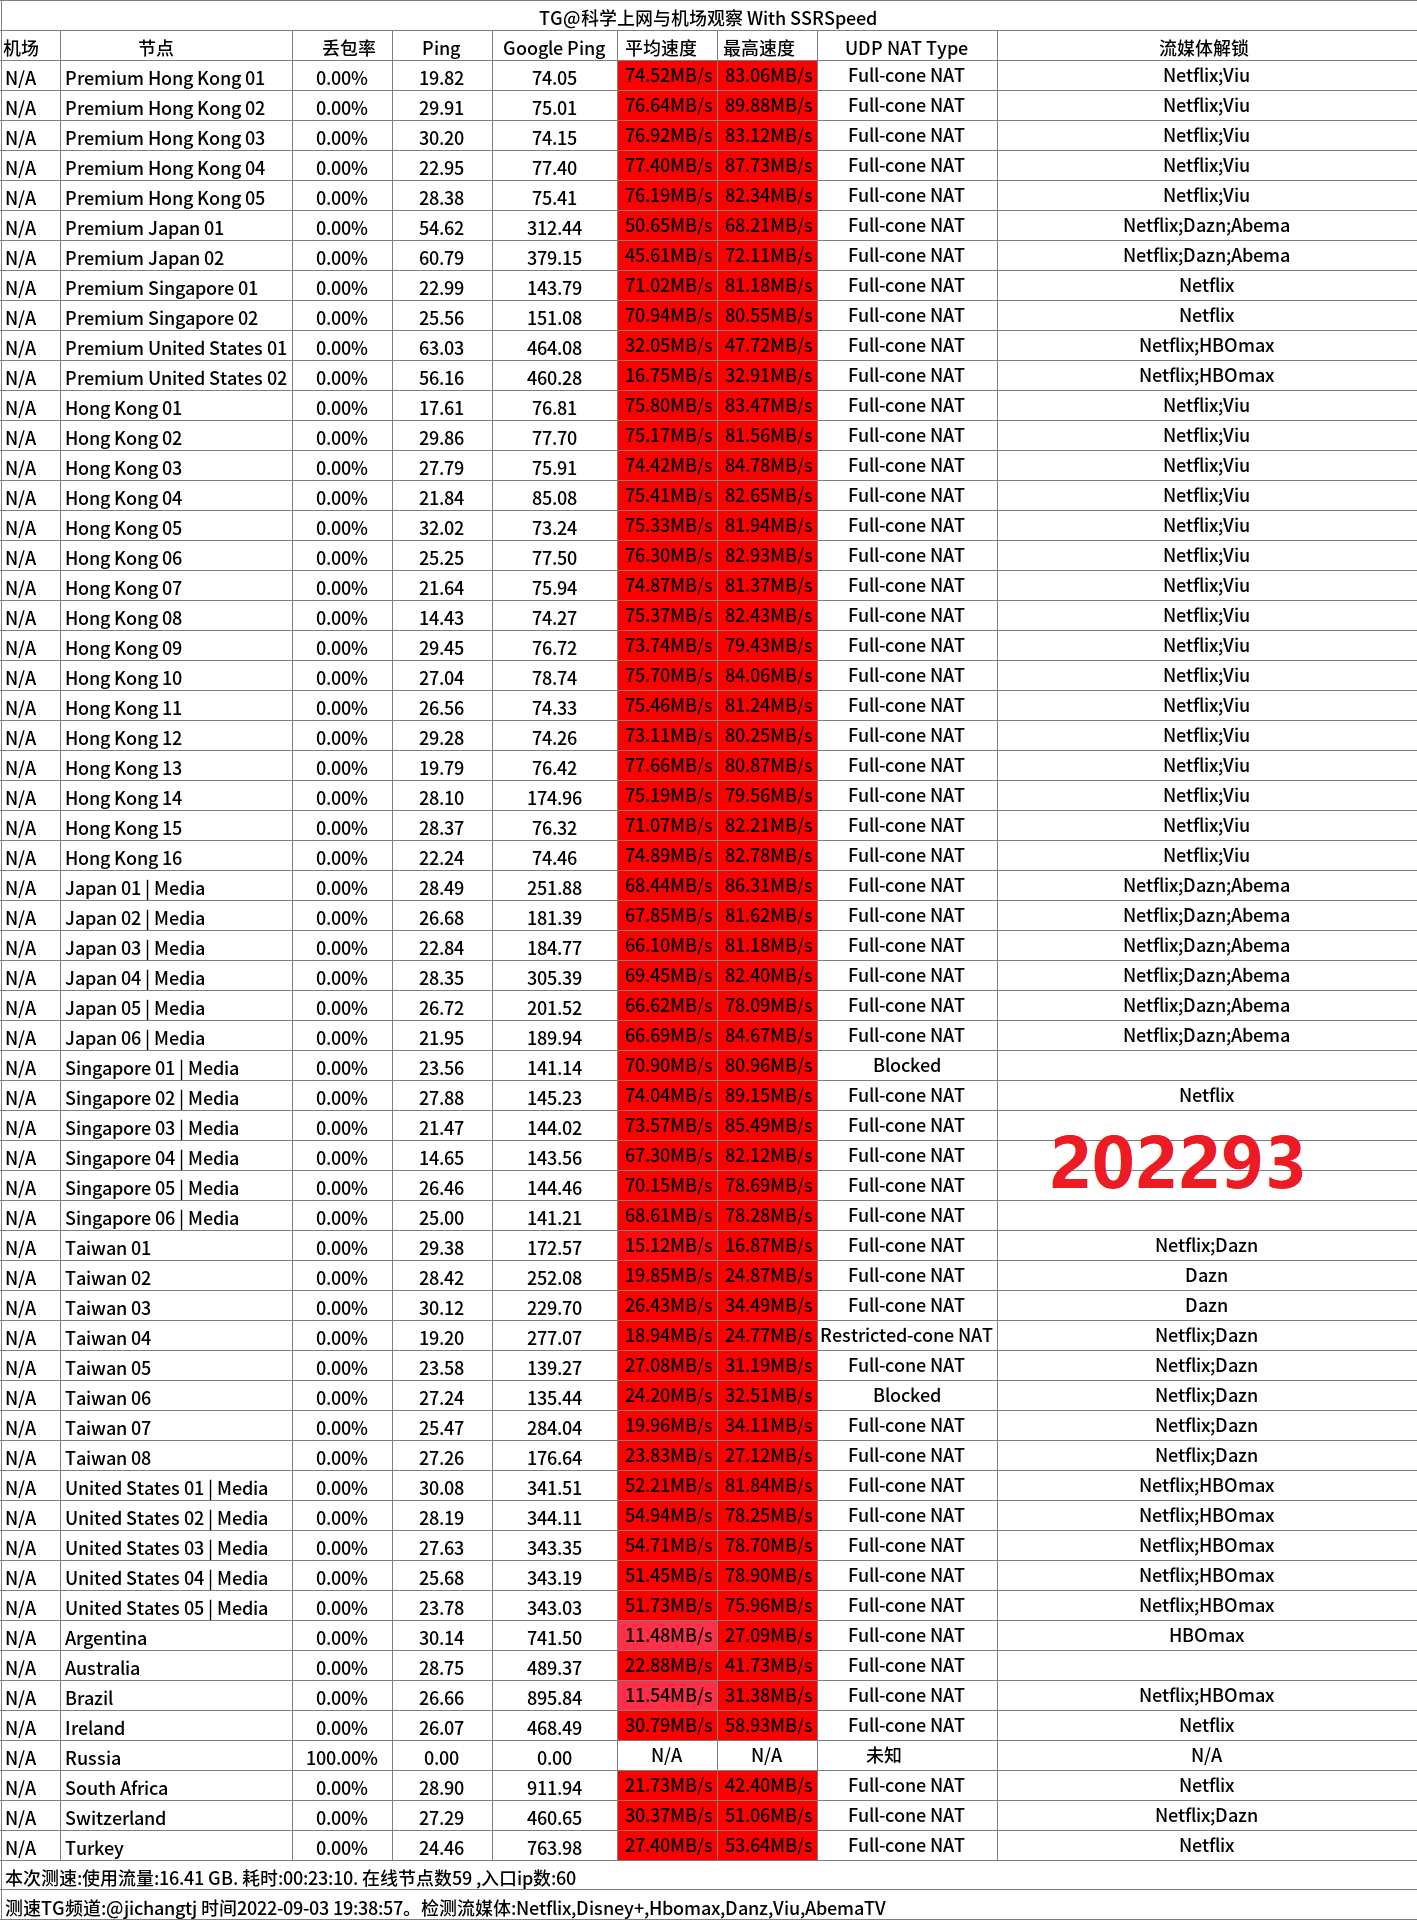 TG@科学上网与机场观察 With SSRSpeed
机场 节点 丢包率 Ping Google Ping 平均速度 最高速度 UDP NAT Type 流媒体解锁
N/A Premium Hong Kong 01 0.00% 19.82 74.05 74.52MB/s 83.06MB/s Full-cone NAT Netflix;Viu
N/A Premium Hong Kong 02 0.00% 29.91 75.01 76.64MB/s 89.88MB/s Full-cone NAT Netflix;Viu
N/A Premium Hong Kong 03 0.00% 30.20 74.15 76.92MB/s 83.12MB/s Full-cone NAT Netflix;Viu
N/A Premium Hong Kong 04 0.00% 22.95 77.40 77.40MB/s 87.73MB/s Full-cone NAT Netflix;Viu
N/A Premium Hong Kong 05 0.00% 28.38 75.41 76.19MB/s 82.34MB/s Full-cone NAT Netflix;Viu
N/A Premium Japan 01 0.00% 54.62 312.44 50.65MB/s 68.21MB/s Full-cone NAT Netflix;Dazn;Abema
N/A Premium Japan 02 0.00% 60.79 379.15 45.61MB/s 72.11MB/s Full-cone NAT Netflix;Dazn;Abema
N/A Premium Singapore 01 0.00% 22.99 143.79 71.02MB/s 81.18MB/s Full-cone NAT Netflix
N/A Premium Singapore 02 0.00% 25.56 151.08 70.94MB/s 80.55MB/s Full-cone NAT Netflix
N/A Premium United States 01 0.00% 63.03 464.08 32.05MB/s 47.72MB/s Full-cone NAT Netflix;HBOmax
N/A Premium United States 02 0.00% 56.16 460.28 16.75MB/s 32.91MB/s Full-cone NAT Netflix;HBOmax
N/A Hong Kong 01 0.00% 17.61 76.81 75.80MB/s 83.47MB/s Full-cone NAT Netflix;Viu
N/A Hong Kong 02 0.00% 29.86 77.70 75.17MB/s 81.56MB/s Full-cone NAT Netflix;Viu
N/A Hong Kong 03 0.00% 27.79 75.91 74.42MB/s 84.78MB/s Full-cone NAT Netflix;Viu
N/A Hong Kong 04 0.00% 21.84 85.08 75.41MB/s 82.65MB/s Full-cone NAT Netflix;Viu
N/A Hong Kong 05 0.00% 32.02 73.24 75.33MB/s 81.94MB/s Full-cone NAT Netflix;Viu
N/A Hong Kong 06 0.00% 25.25 77.50 76.30MB/s 82.93MB/s Full-cone NAT Netflix;Viu
N/A Hong Kong 07 0.00% 21.64 75.94 74.87MB/s 81.37MB/s Full-cone NAT Netflix;Viu
N/A Hong Kong 08 0.00% 14.43 74.27 75.37MB/s 82.43MB/s Full-cone NAT Netflix;Viu
N/A Hong Kong 09 0.00% 29.45 76.72 73.74MB/s 79.43MB/s Full-cone NAT Netflix;Viu
N/A Hong Kong 10 0.00% 27.04 78.74 75.70MB/s 84.06MB/s Full-cone NAT Netflix;Viu
N/A Hong Kong 11 0.00% 26.56 74.33 75.46MB/s 81.24MB/s Full-cone NAT Netflix;Viu
N/A Hong Kong 12 0.00% 29.28 74.26 73.11MB/s 80.25MB/s Full-cone NAT Netflix;Viu
N/A Hong Kong 13 0.00% 19.79 76.42 77.66MB/s 80.87MB/s Full-cone NAT Netflix;Viu
N/A Hong Kong 14 0.00% 28.10 174.96 75.19MB/s 79.56MB/s Full-cone NAT Netflix;Viu
N/A Hong Kong 15 0.00% 28.37 76.32 71.07MB/s 82.21MB/s Full-cone NAT Netflix;Viu
N/A Hong Kong 16 0.00% 22.24 74.46 74.89MB/s 82.78MB/s Full-cone NAT Netflix;Viu
N/A Japan 01 | Media 0.00% 28.49 251.88 68.44MB/s 86.31MB/s Full-cone NAT Netflix;Dazn;Abema
N/A Japan 02 | Media 0.00% 26.68 181.39 67.85MB/s 81.62MB/s Full-cone NAT Netflix;Dazn;Abema
N/A Japan 03 | Media 0.00% 22.84 184.77 66.10MB/s 81.18MB/s Full-cone NAT Netflix;Dazn;Abema
N/A Japan 04 | Media 0.00% 28.35 305.39 69.45MB/s 82.40MB/s Full-cone NAT Netflix;Dazn;Abema
N/A Japan 05 | Media 0.00% 26.72 201.52 66.62MB/s 78.09MB/s Full-cone NAT Netflix;Dazn;Abema
N/A Japan 06 | Media 0.00% 21.95 189.94 66.69MB/s 84.67MB/s Full-cone NAT Netflix;Dazn;Abema
N/A Singapore 01 | Media 0.00% 23.56 141.14 70.90MB/s 80.96MB/s Blocked
N/A Singapore 02 | Media 0.00% 27.88 145.23 74.04MB/s 89.15MB/s Full-cone NAT Netflix
N/A Singapore 03 | Media 0.00% 21.47 144.02 73.57MB/s 85.49MB/s Full-cone NAT
N/A Singapore 04 | Media 0.00% 14.65 143.56 67.30MB/s 82.12MB/s Full-cone NAT
202293
N/A Singapore 05 | Media 0.00% 26.46 144.46 70.15MB/s 78.69MB/s Full-cone NAT
N/A Singapore 06 | Media 0.00% 25.00 141.21 68.61MB/s 78.28MB/s Full-cone NAT
N/A Taiwan 01 0.00% 29.38 172.57 15.12MB/s 16.87MB/s Full-cone NAT Netflix;Dazn
N/A Taiwan 02 0.00% 28.42 252.08 19.85MB/s 24.87MB/s Full-cone NAT Dazn
N/A Taiwan 03 0.00% 30.12 229.70 26.43MB/s 34.49MB/s Full-cone NAT Dazn
N/A Taiwan 04 0.00% 19.20 277.07 18.94MB/s 24.77MB/s Restricted-cone NAT Netflix;Dazn
N/A Taiwan 05 0.00% 23.58 139.27 27.08MB/s 31.19MB/s Full-cone NAT Netflix;Dazn
N/A Taiwan 06 0.00% 27.24 135.44 24.20MB/s 32.51MB/s Blocked Netflix;Dazn
N/A Taiwan 07 0.00% 25.47 284.04 19.96MB/s 34.11MB/s Full-cone NAT Netflix;Dazn
N/A Taiwan 08 0.00% 27.26 176.64 23.83MB/s 27.12MB/s Full-cone NAT Netflix;Dazn
N/A United States 01 | Media 0.00% 30.08 341.51 52.21MB/s 81.84MB/s Full-cone NAT Netflix;HBOmax
N/A United States 02 | Media 0.00% 28.19 344.11 54.94MB/s 78.25MB/s Full-cone NAT Netflix;HBOmax
N/A United States 03 | Media 0.00% 27.63 343.35 54.71MB/s 78.70MB/s Full-cone NAT Netflix;HBOmax
N/A United States 04 | Media 0.00% 25.68 343.19 51.45MB/s 78.90MB/s Full-cone NAT Netflix;HBOmax
N/A United States 05 | Media 0.00% 23.78 343.03 51.73MB/s 75.96MB/s Full-cone NAT Netflix;HBOmax
N/A Argentina 0.00% 30.14 741.50 11.48MB/s 27.09MB/s Full-cone NAT HBOmax
N/A Australia 0.00% 28.75 489.37 22.88MB/s 41.73MB/s Full-cone NAT
N/A Brazil 0.00% 26.66 895.84 11.54MB/s 31.38MB/s Full-cone NAT Netflix;HBOmax
N/A Ireland 0.00% 26.07 468.49 30.79MB/s 58.93MB/s Full-cone NAT Netflix
N/A Russia 100.00% 0.00 0.00 N/A N/A 未知 N/A
N/A South Africa 0.00% 28.90 911.94 21.73MB/s 42.40MB/s Full-cone NAT Netflix
N/A Switzerland 0.00% 27.29 460.65 30.37MB/s 51.06MB/s Full-cone NAT Netflix;Dazn
N/A Turkey 0.00% 24.46 763.98 27.40MB/s 53.64MB/s Full-cone NAT Netflix
本次测速:使用流量:16.41 GB. 耗时:00:23:10. 在线节点数59 ,入口ip数:60
测速TG频道:@jichangtj 时间2022-09-03 19:38:57。检测流媒体:Netflix,Disney+,Hbomax,Danz,Viu,AbemaTV